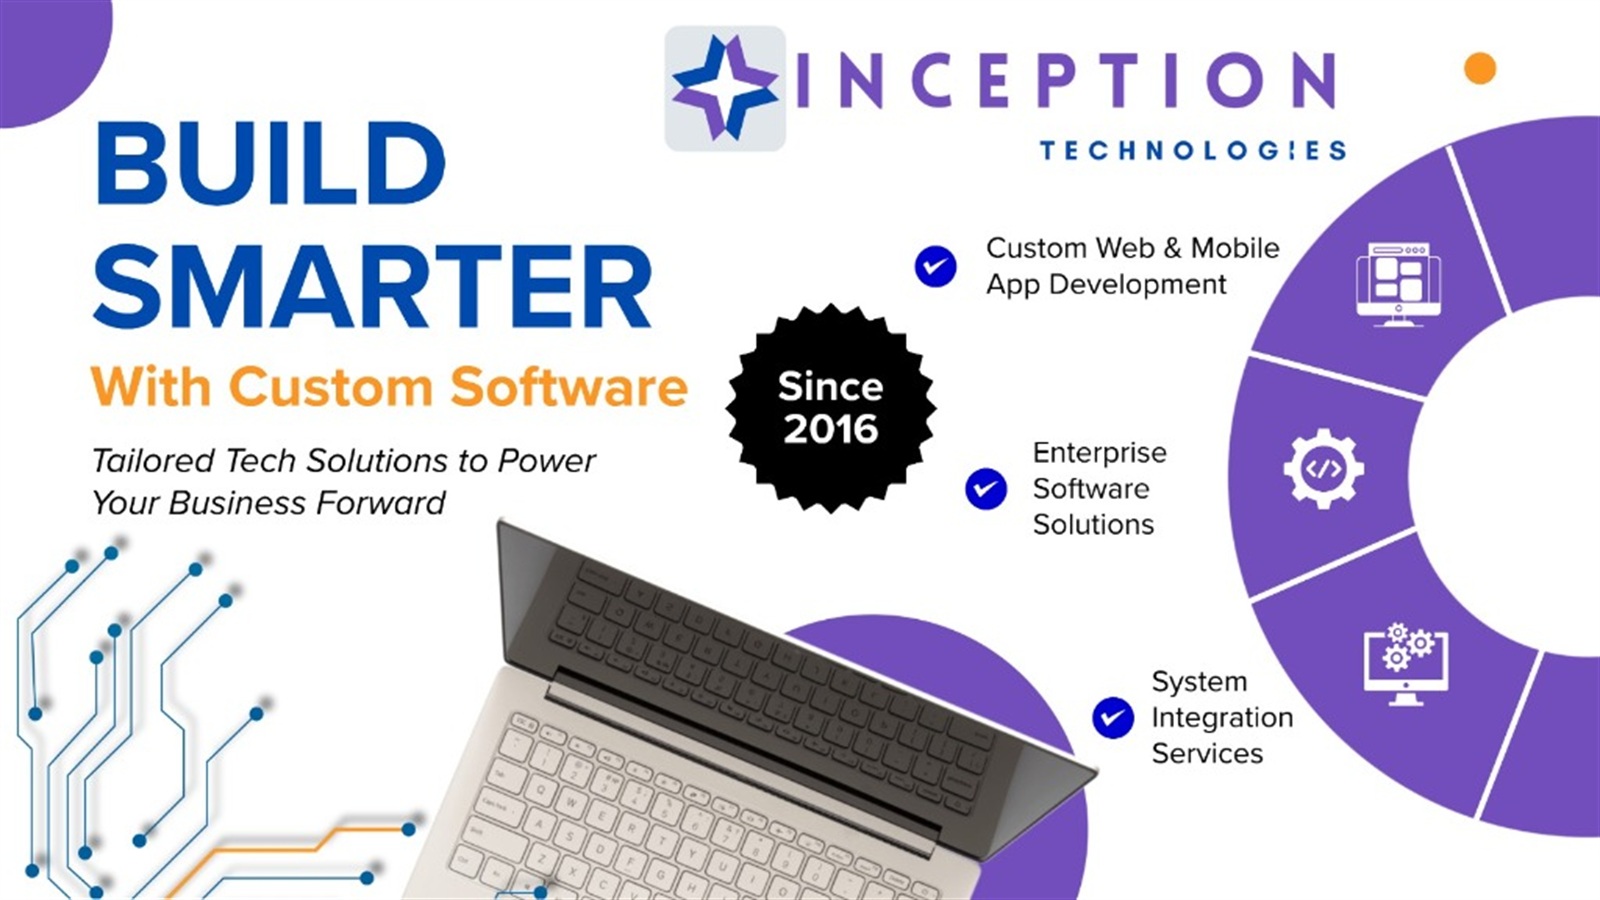 INCEPTION
TECHNOLOGIES
BUILD
SMARTER
With Custom Software
Tailored Tech Solutions to Power
Your Business Forward
Since
2016
Custom Web & Mobile
App Development
Enterprise
Software
Solutions
</>
System
Integration
Services